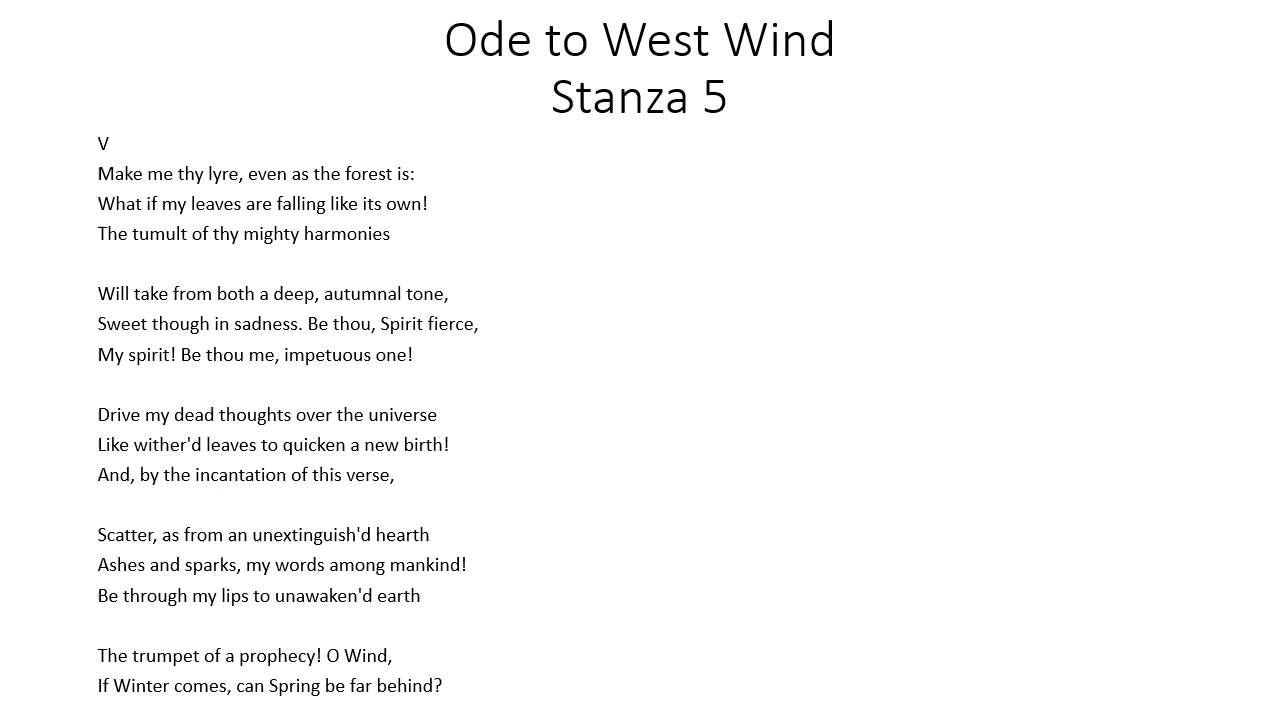 Ode to West Wind
Stanza 5
V
Make me thy lyre, even as the forest is:
What if my leaves are falling like its own!
The tumult of thy mighty harmonies
Will take from both a deep, autumnal tone,
Sweet though in sadness. Be thou, Spirit fierce,
My spirit! Be thou me, impetuous one!
Drive my dead thoughts over the universe
Like wither'd leaves to quicken a new birth!
And, by the incantation of this verse,
Scatter, as from an unextinguish'd hearth
Ashes and sparks, my words among mankind!
Be through my lips to unawaken'd earth
The trumpet of a prophecy! O Wind,
If Winter comes, can Spring be far behind?